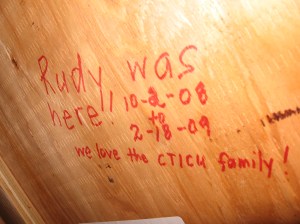 Rudy, was
here! 10-2-08
to
2-18-09
we love the CTICU family!